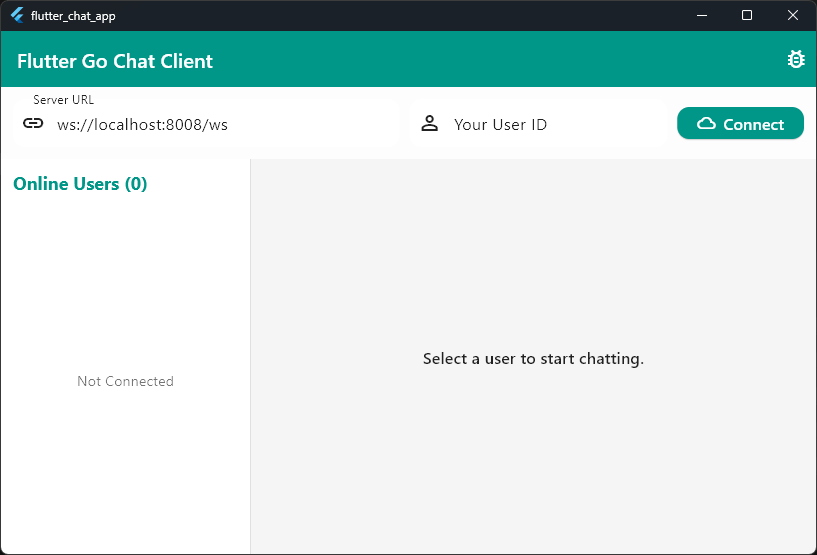 flutter_chat_app
Flutter Go Chat Client
Server URL
ws://localhost:8008/ws
Your User ID
Connect
Online Users (0)
Not Connected
Select a user to start chatting.